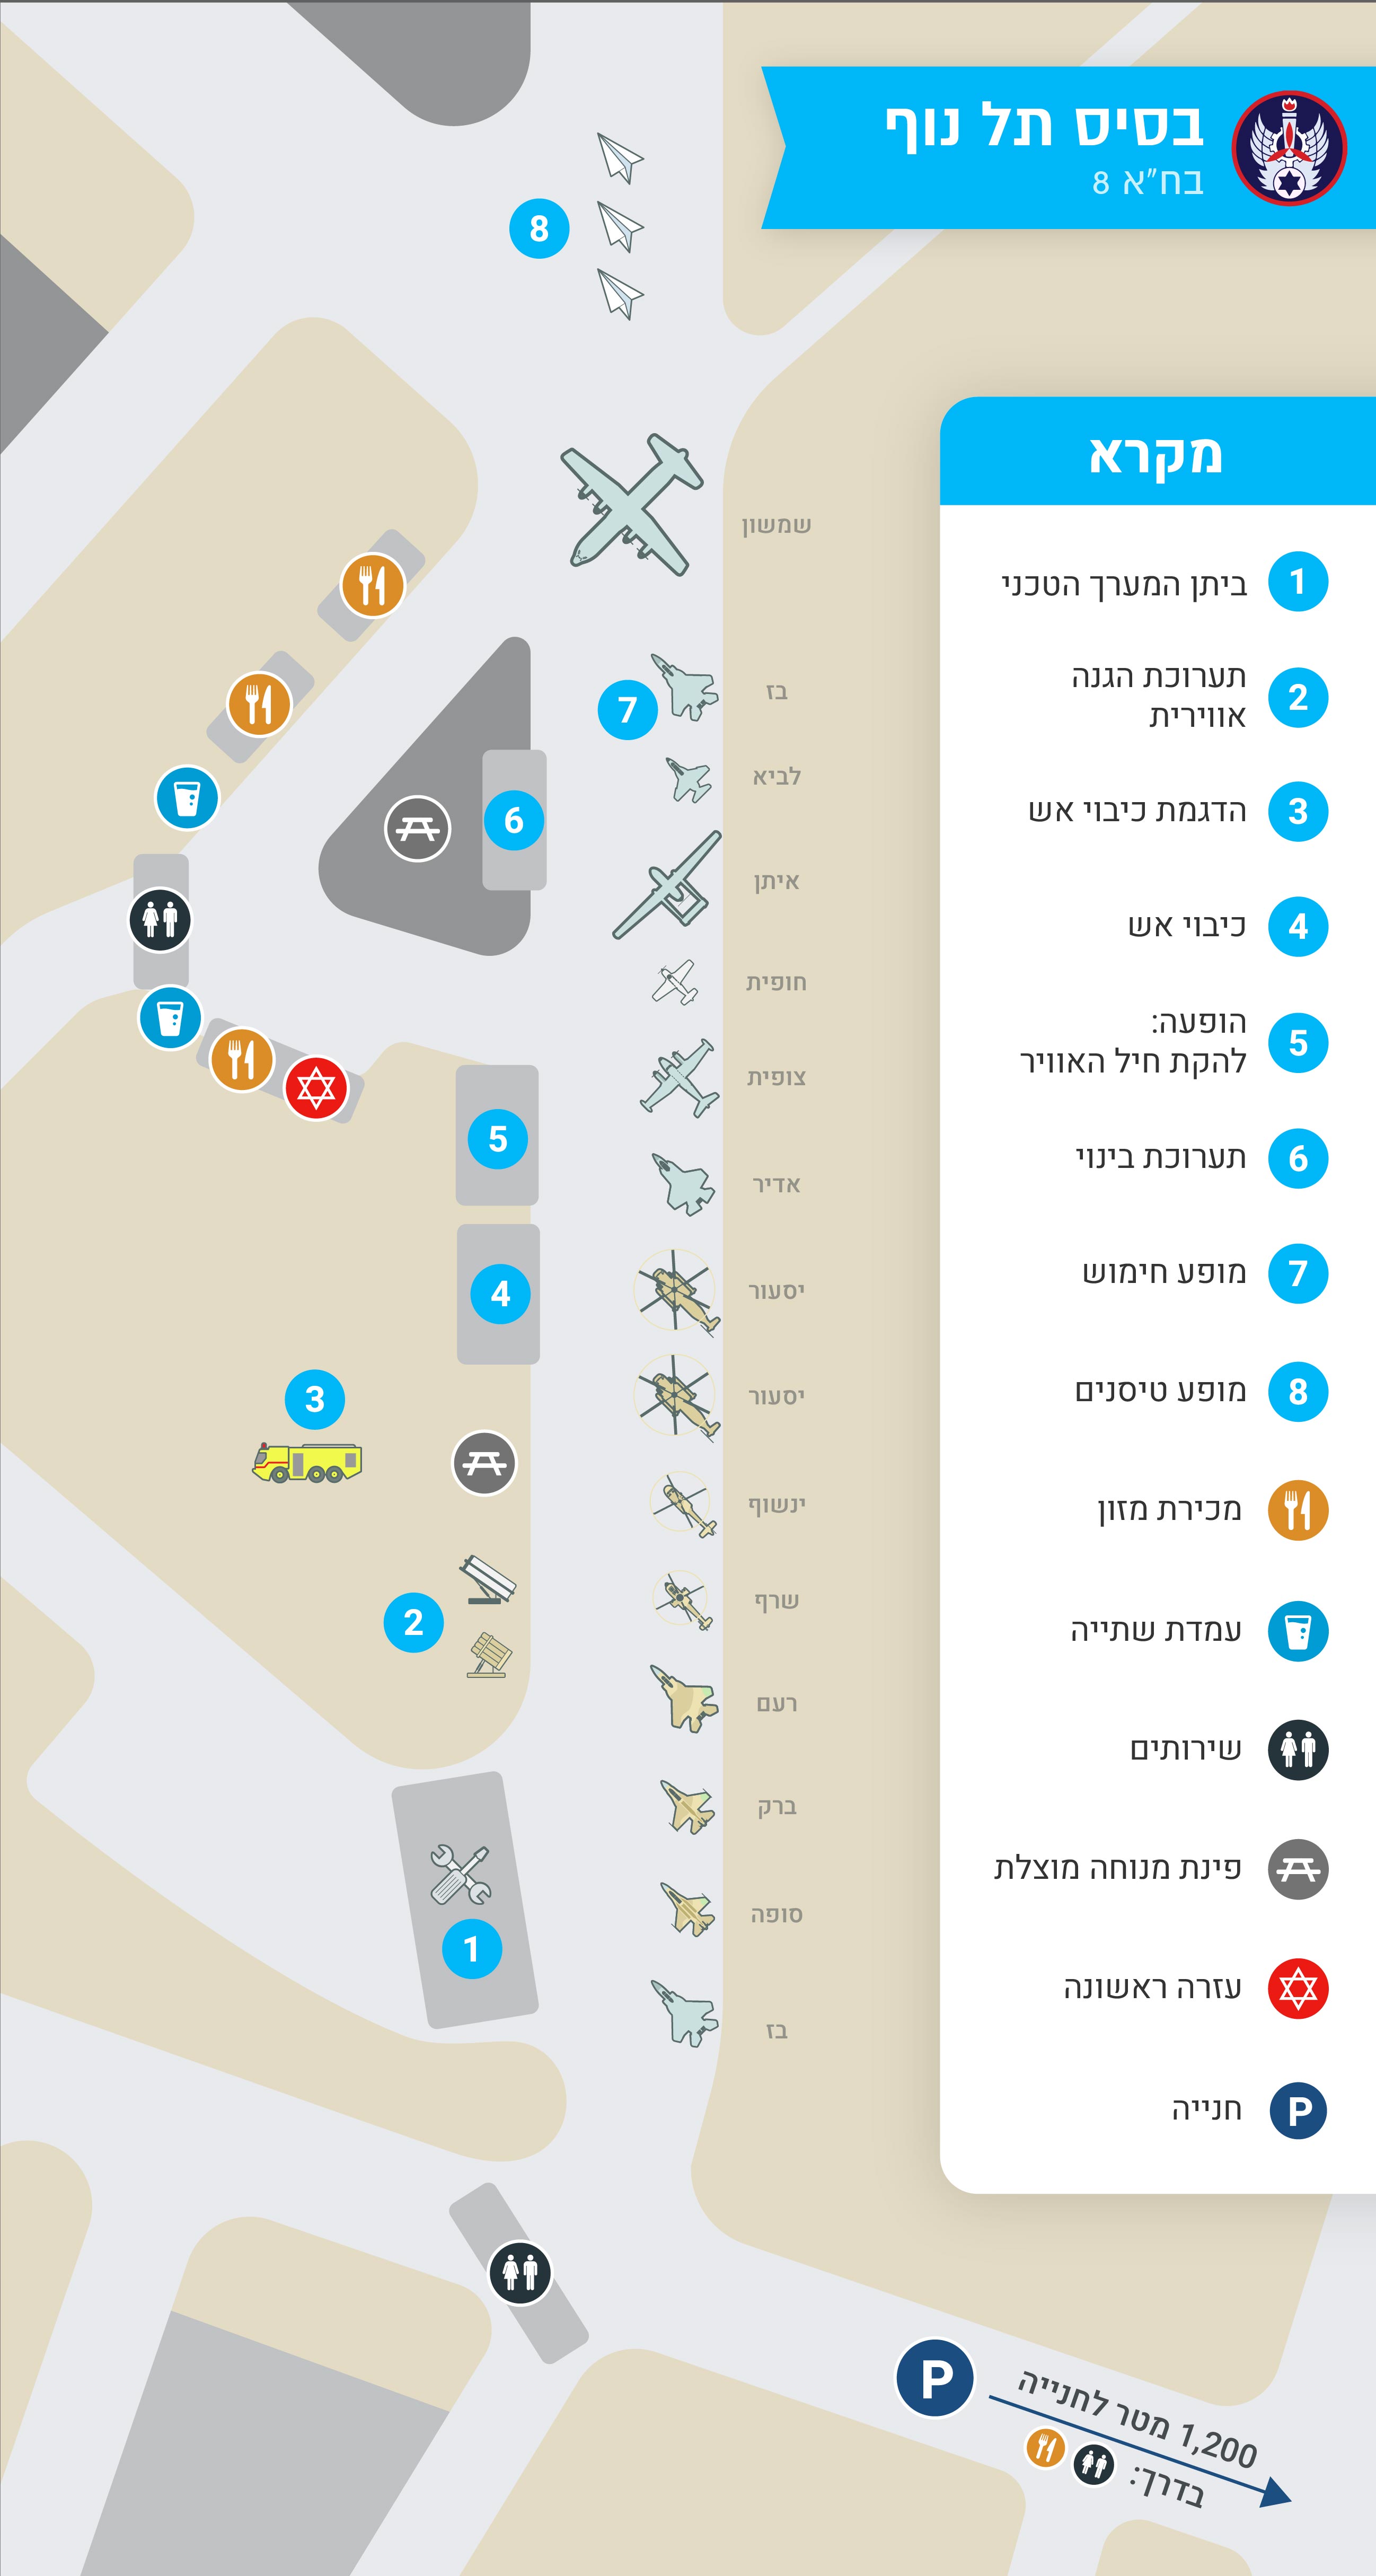 בסיס תל נוף
בח"א 8
מקרא
1 ביתן המערך הטכני
2 תערוכת הגנה
אווירית
3 הדגמת כיבוי אש
4 כיבוי אש
5 הופעה:
להקת חיל האוויר
6 תערוכת בינוי
7 מופע חימוש
8 מופע טיסנים
מכירת מזון
עמדת שתייה
שירותים
פינת מנוחה מוצלת
עזרה ראשונה
P חנייה
8
שמשון
בז
7
לביא
6
איתן
חופית
צופית
5
אדיר
יסעור
4
יסעור
3
ינשוף
שרף
2
רעם
ברק
סופה
1
בז
P
1,200 מטר לחנייה
בדרך: